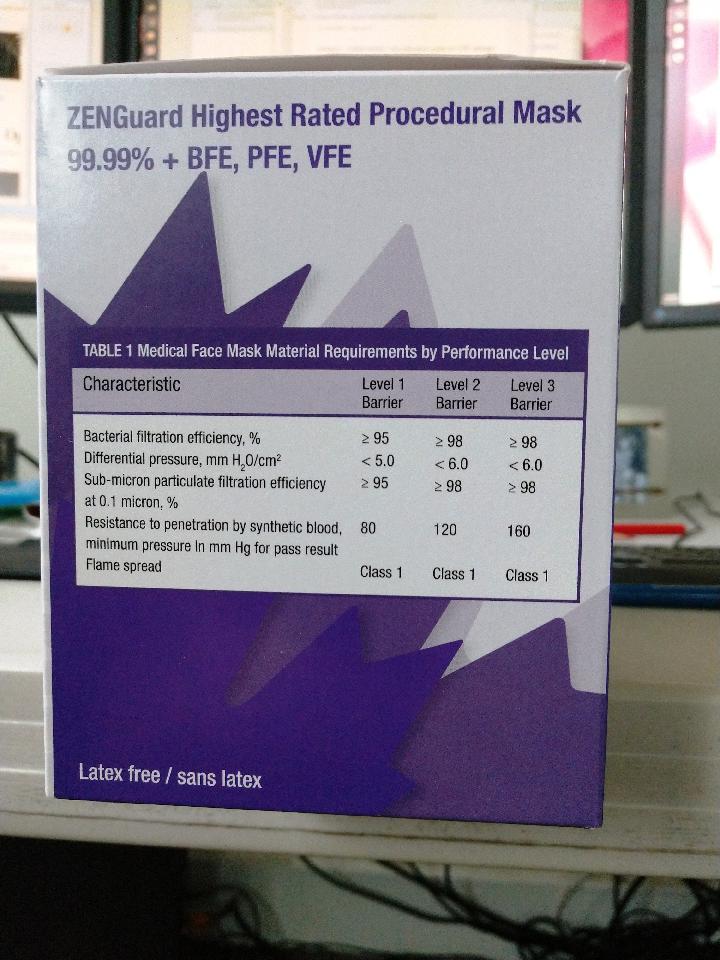 ZENGuard Highest Rated Procedural Mask
99.99% + BFE, PFE, VFE
TABLE 1 Medical Face Mask Material Requirements by Performance Level
Characteristic Level 1 Barrier Level 2 Barrier Level 3 Barrier
Bacterial filtration efficiency, % ≥ 95 ≥ 98 ≥ 98
Differential pressure, mm H₂O/cm² < 5.0 < 6.0 < 6.0
Sub-micron particulate filtration efficiency ≥ 95 ≥ 98 ≥ 98
at 0.1 micron, %
Resistance to penetration by synthetic blood, 80 120 160
minimum pressure In mm Hg for pass result
Flame spread Class 1 Class 1 Class 1
Latex free / sans latex